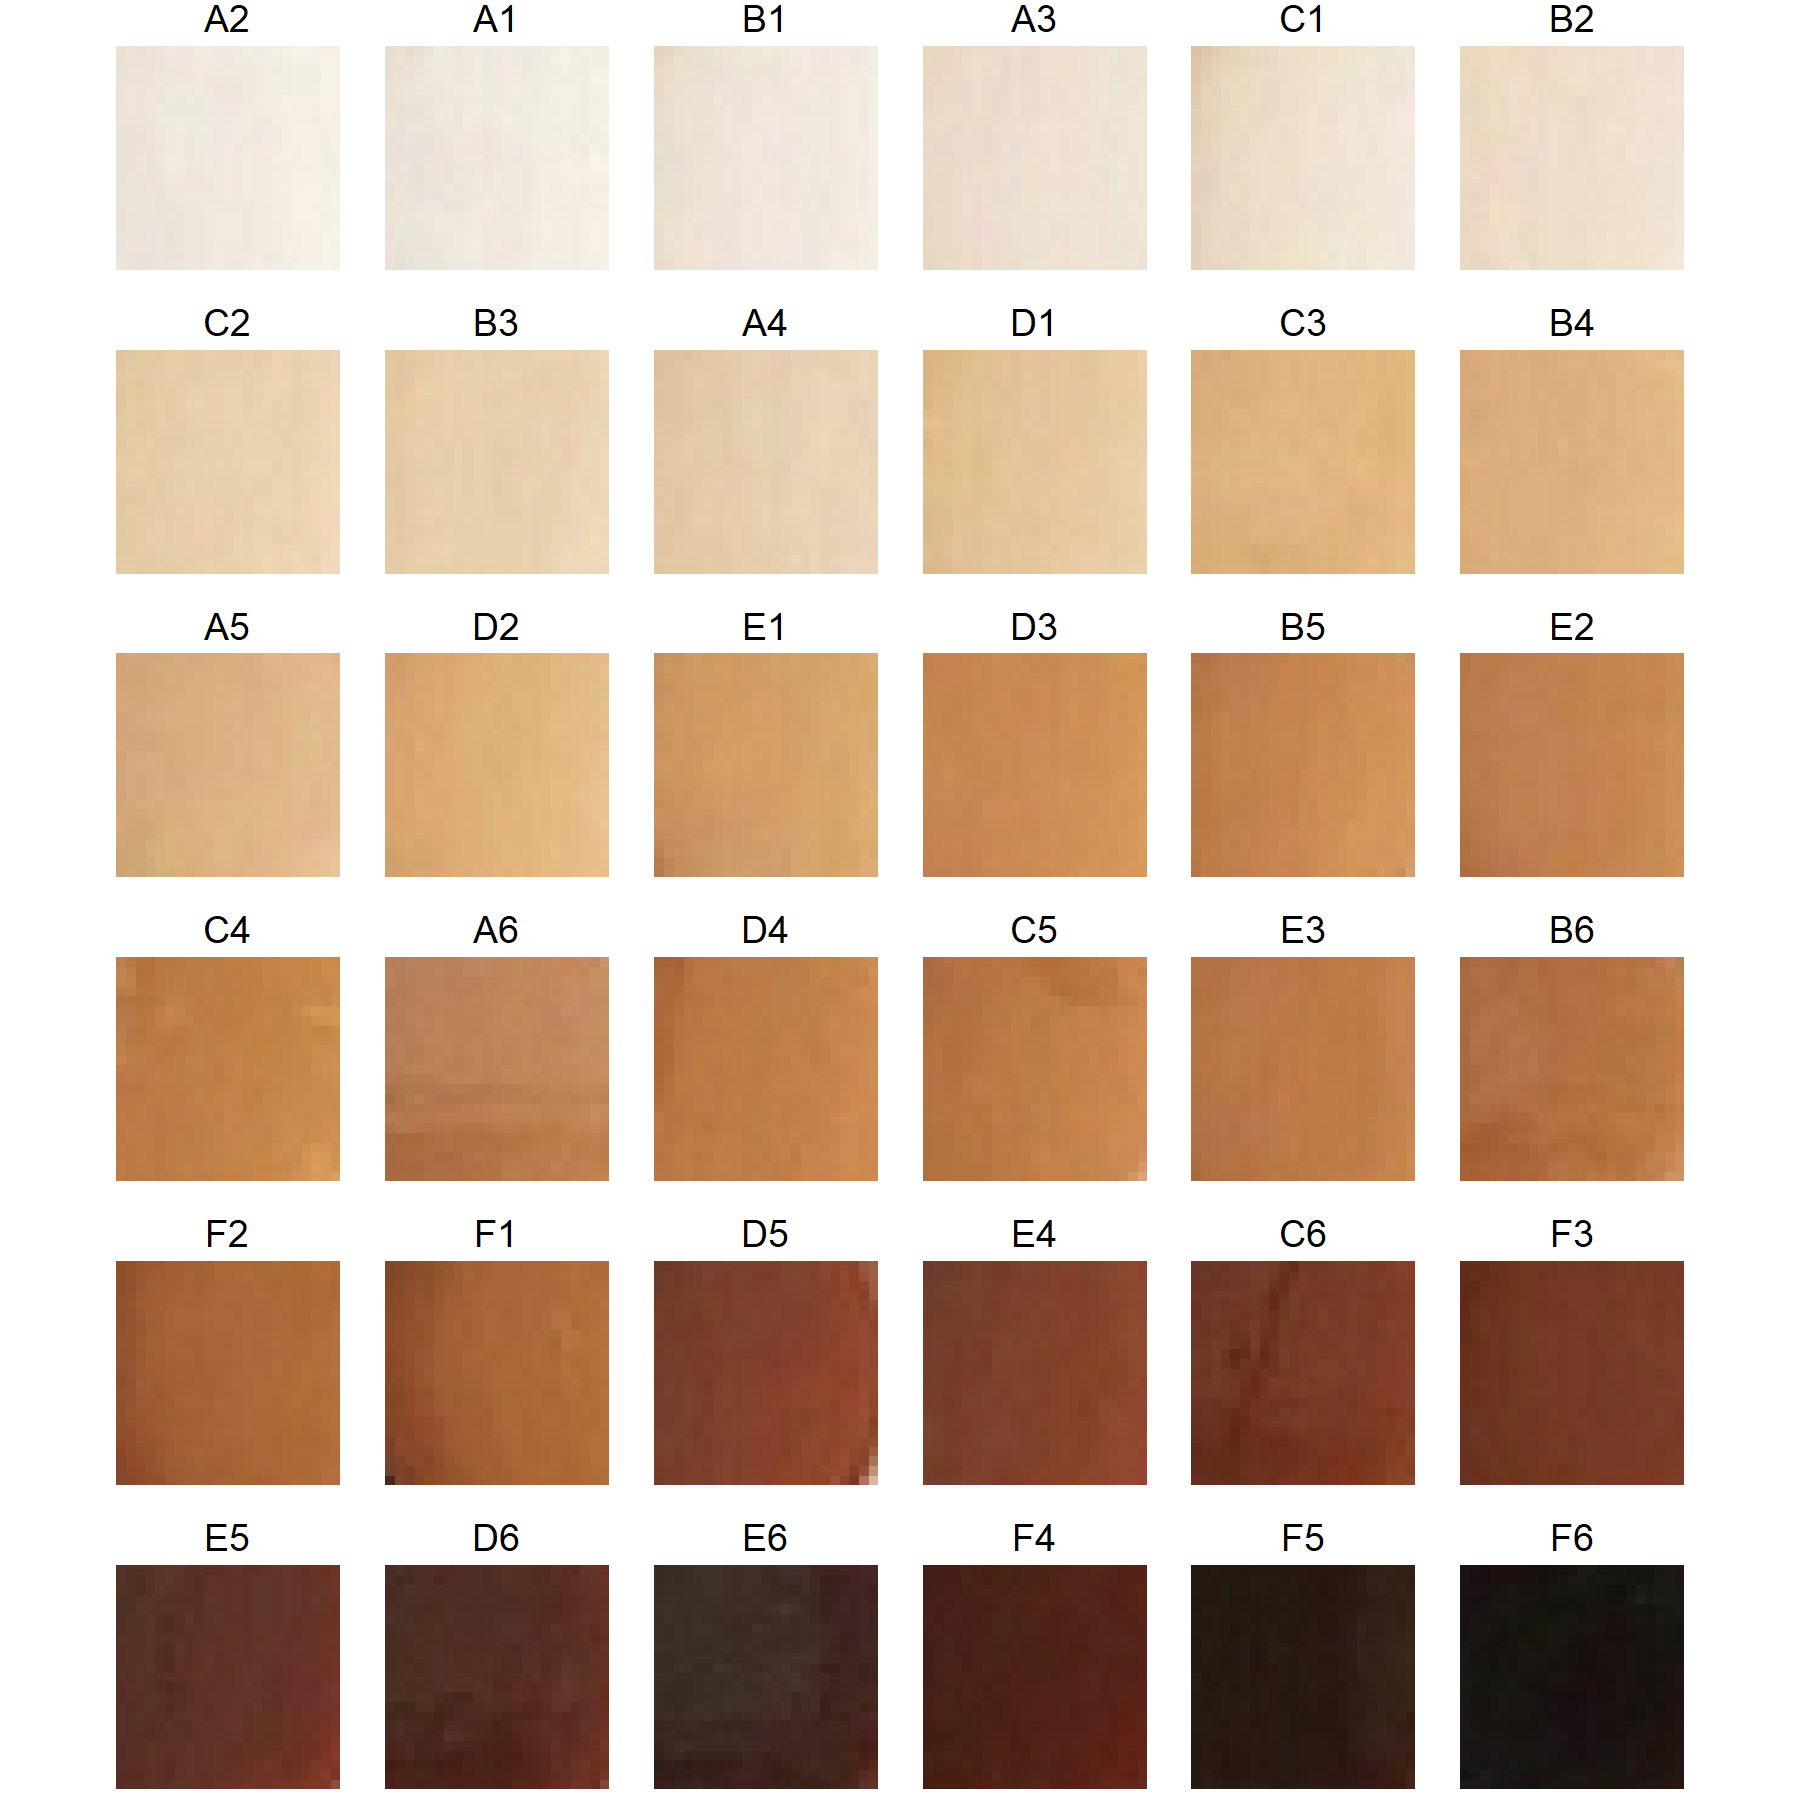 A2 A1 B1 A3 C1 B2
C2 B3 A4 D1 C3 B4
A5 D2 E1 D3 B5 E2
C4 A6 D4 C5 E3 B6
F2 F1 D5 E4 C6 F3
E5 D6 E6 F4 F5 F6